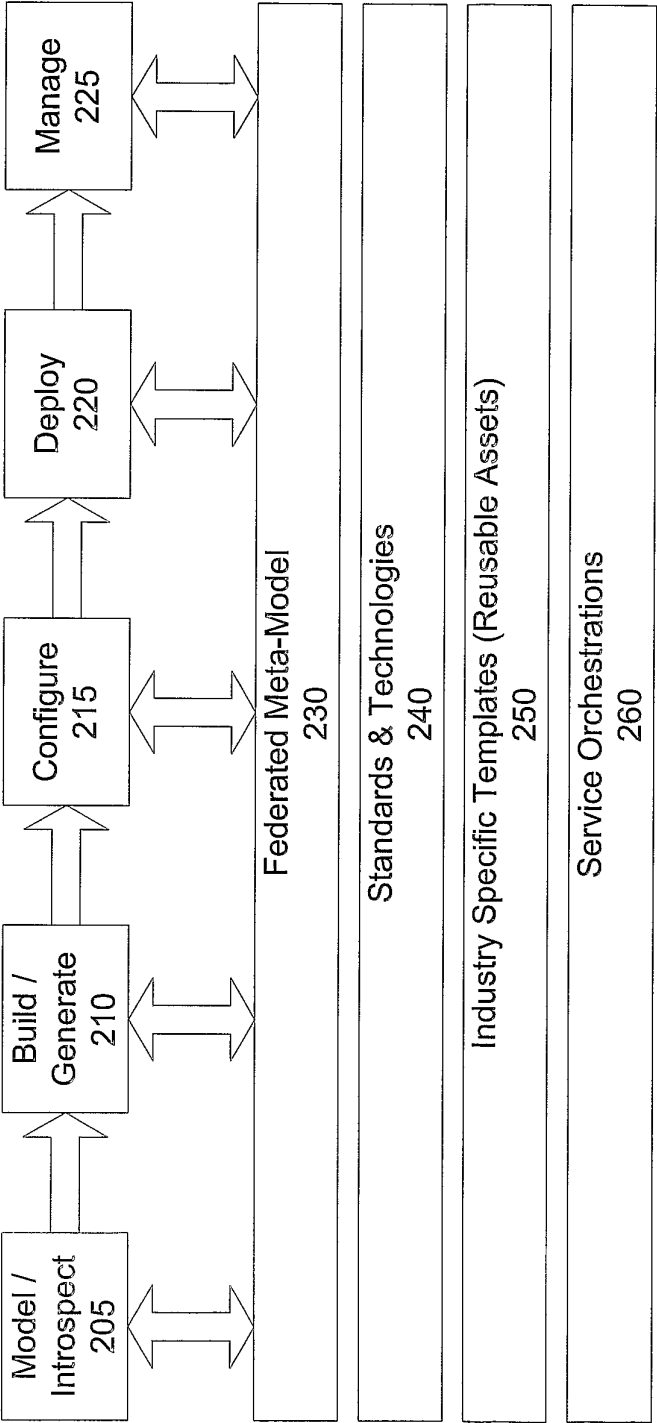 Model /
Introspect
205
Build /
Generate
210
Configure
215
Deploy
220
Manage
225
Federated Meta-Model
230
Standards & Technologies
240
Industry Specific Templates (Reusable Assets)
250
Service Orchestrations
260